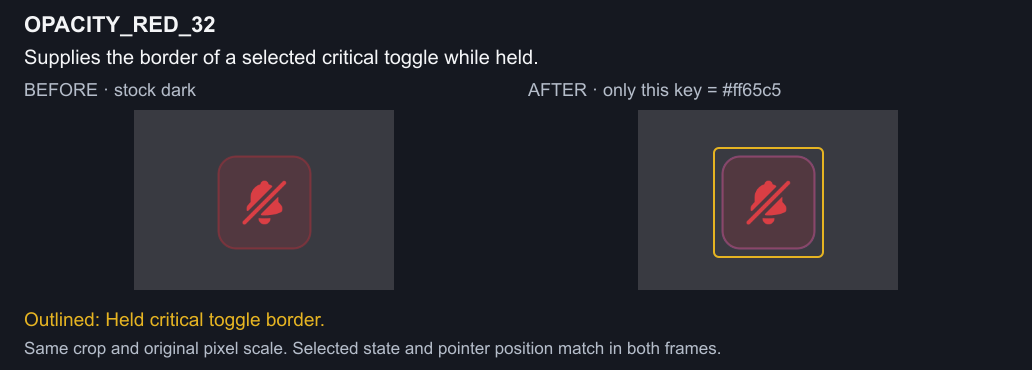 OPACITY_RED_32
Supplies the border of a selected critical toggle while held.
BEFORE · stock dark
AFTER · only this key = #ff65c5
Outlined: Held critical toggle border.
Same crop and original pixel scale. Selected state and pointer position match in both frames.